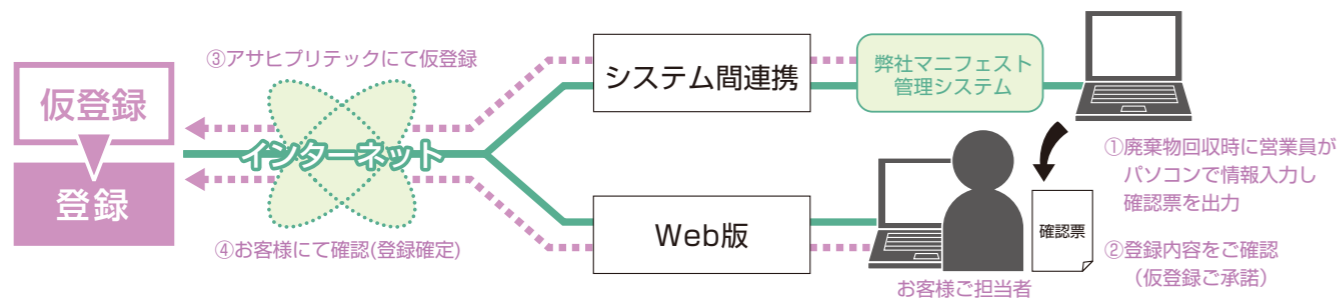 ③アサヒプリテックにて仮登録
仮登録
登録
インターネット
④お客様にて確認(登録確定)
システム間連携
弊社マニフェスト
管理システム
Web版
お客様ご担当者
確認票
①廃棄物回収時に営業員が
パソコンで情報入力し
確認票を出力
②登録内容をご確認
（仮登録ご承諾）